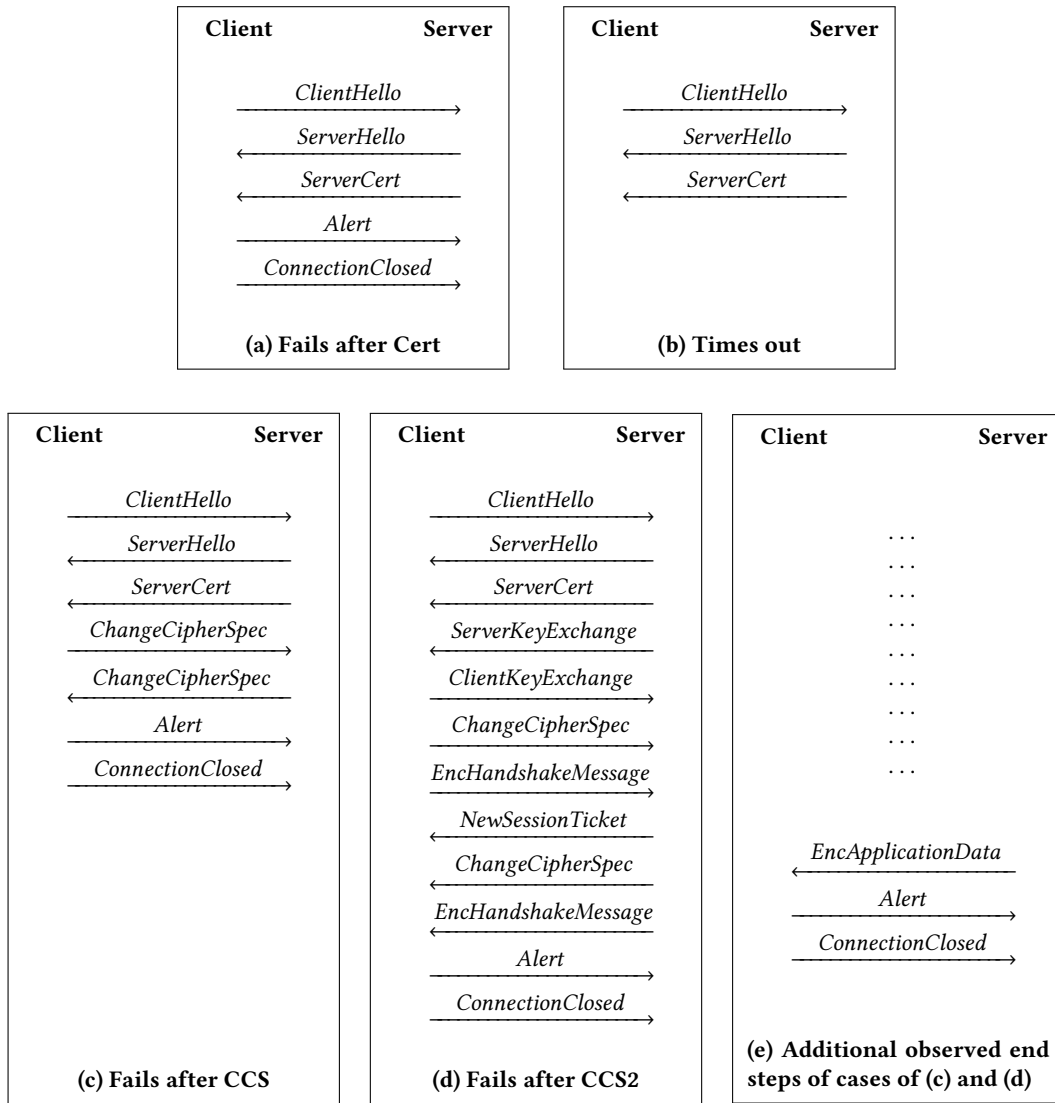 Client Server
ClientHello
ServerHello
ServerCert
Alert
ConnectionClosed
(a) Fails after Cert
Client Server
ClientHello
ServerHello
ServerCert
(b) Times out
Client Server
ClientHello
ServerHello
ServerCert
ChangeCipherSpec
ChangeCipherSpec
Alert
ConnectionClosed
(c) Fails after CCS
Client Server
ClientHello
ServerHello
ServerCert
ServerKeyExchange
ClientKeyExchange
ChangeCipherSpec
EncHandshakeMessage
NewSessionTicket
ChangeCipherSpec
EncHandshakeMessage
Alert
ConnectionClosed
(d) Fails after CCS2
Client Server
. . .
. . .
. . .
. . .
. . .
. . .
. . .
. . .
. . .
EncApplicationData
Alert
ConnectionClosed
(e) Additional observed end
steps of cases of (c) and (d)